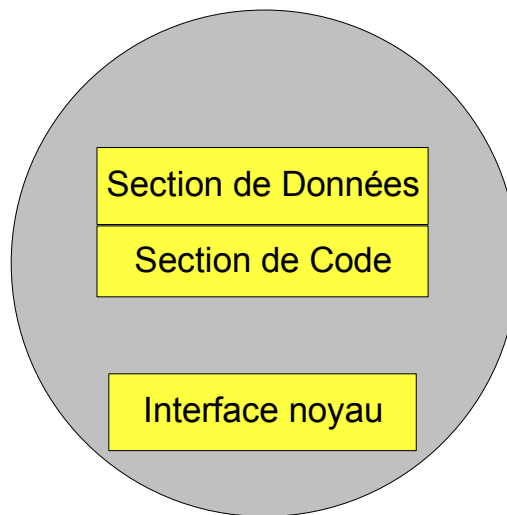 Section de Données
Section de Code
Interface noyau